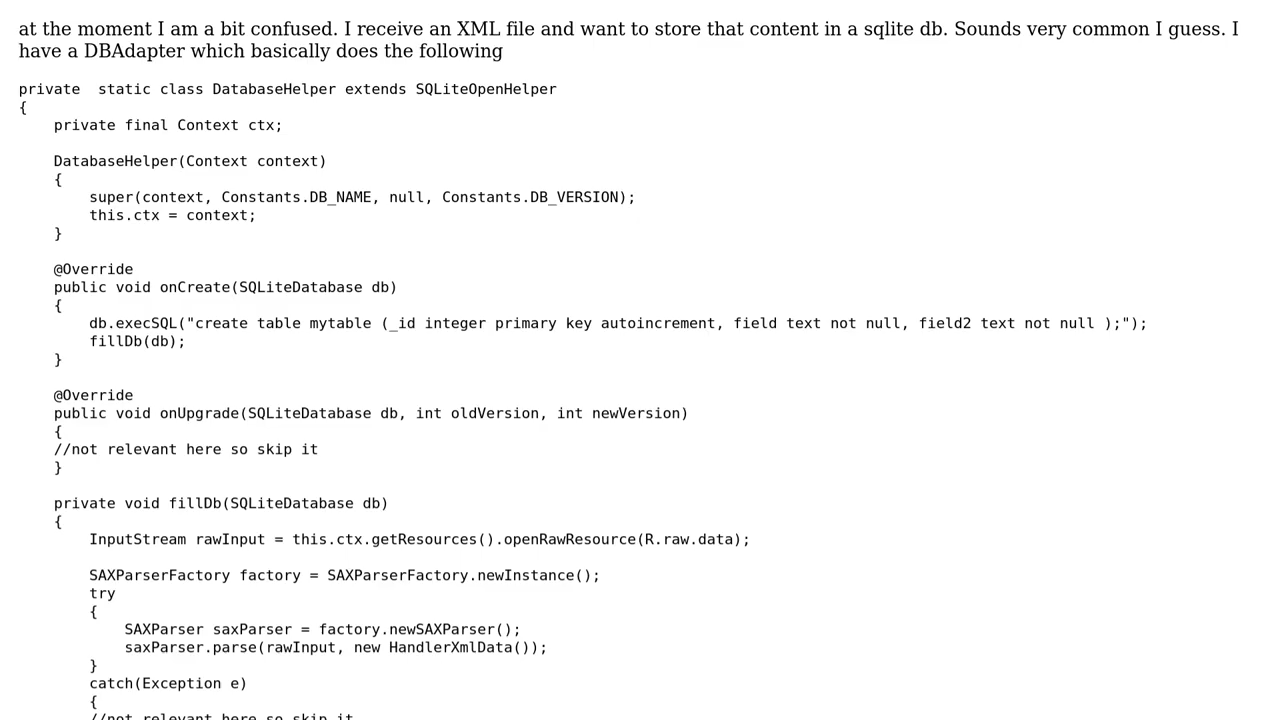 at the moment I am a bit confused. I receive an XML file and want to store that content in a sqlite db. Sounds very common I guess. I
have a DBAdapter which basically does the following
private  static class DatabaseHelper extends SQLiteOpenHelper
{
    private final Context ctx;

    DatabaseHelper(Context context)
    {
        super(context, Constants.DB_NAME, null, Constants.DB_VERSION);
        this.ctx = context;
    }

    @Override
    public void onCreate(SQLiteDatabase db)
    {
        db.execSQL("create table mytable (_id integer primary key autoincrement, field text not null, field2 text not null );");
        fillDb(db);
    }

    @Override
    public void onUpgrade(SQLiteDatabase db, int oldVersion, int newVersion)
    {
    //not relevant here so skip it
    }

    private void fillDb(SQLiteDatabase db)
    {
        InputStream rawInput = this.ctx.getResources().openRawResource(R.raw.data);

        SAXParserFactory factory = SAXParserFactory.newInstance();
        try
        {
            SAXParser saxParser = factory.newSAXParser();
            saxParser.parse(rawInput, new HandlerXmlData());
        }
        catch(Exception e)
        {
        //not relevant here so skip it